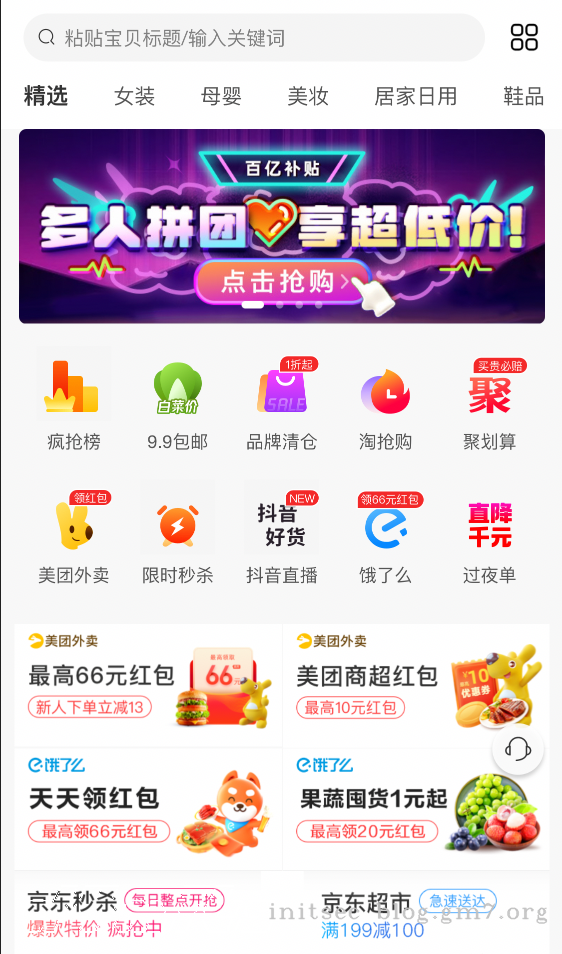 粘贴宝贝标题/输入关键词
精选 女装 母婴 美妆 居家日用 鞋品
百亿补贴
多人拼团 享超低价!
点击抢购
1折起 买贵必赔
白菜价 SALE 聚
疯抢榜 9.9包邮 品牌清仓 淘抢购 聚划算
领红包 NEW 领66元红包
抖音 直降
好货 千元
美团外卖 限时秒杀 抖音直播 饿了么 过夜单
美团外卖 美团外卖
最高66元红包 美团商超红包
新人下单立减13 最高10元红包
66元
¥10
优惠券
饿了么 饿了么
天天领红包 果蔬囤货1元起
最高领66元红包 最高领20元红包
京东秒杀 每日整点开抢 京东超市 急速送达
爆款特价 疯抢中 满199减100
initsec-blog.gm7.org